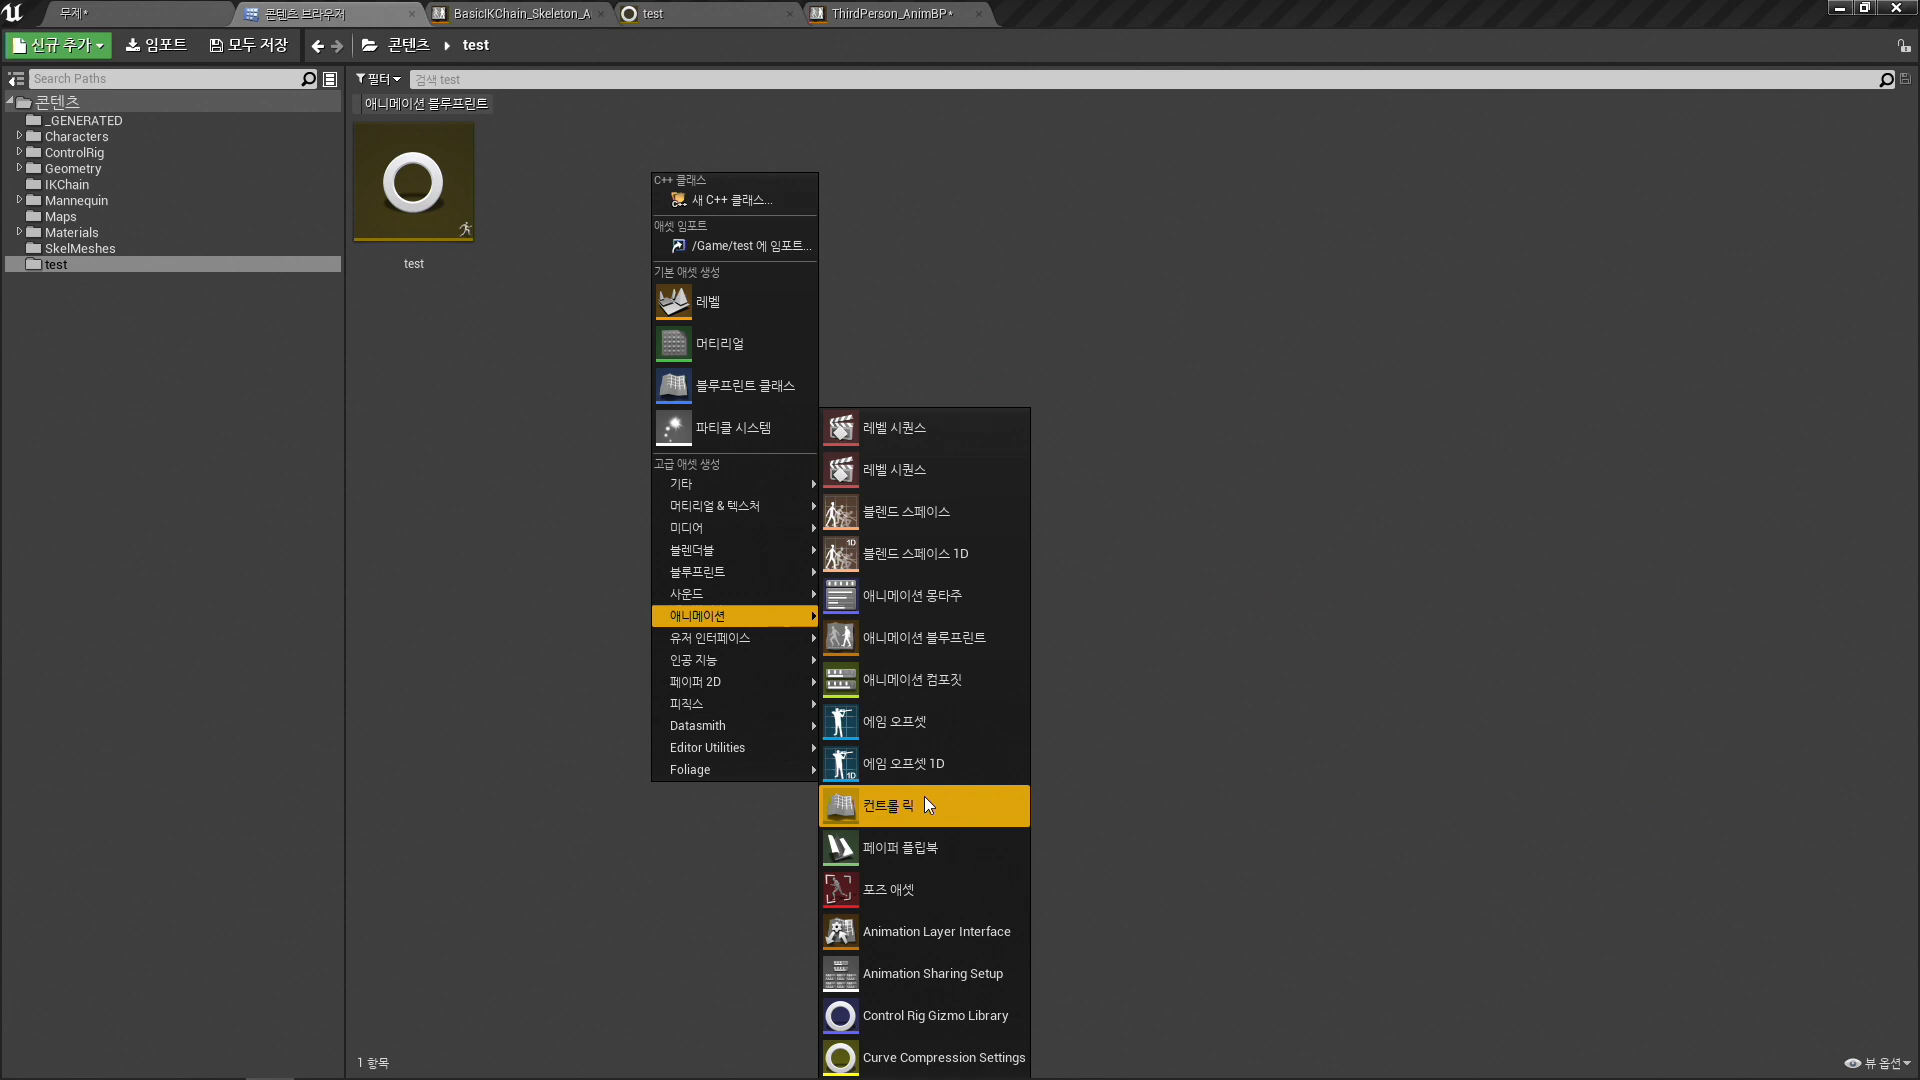 무제*
콘텐츠 브라우저
BasicIKChain_Skeleton_A
test
ThirdPerson_AnimBP*
신규 추가
임포트
모두 저장
콘텐츠
test
Search Paths
필터
검색 test
콘텐츠
_GENERATED
Characters
ControlRig
Geometry
IKChain
Mannequin
Maps
Materials
SkelMeshes
test
애니메이션 블루프린트
test
C++ 클래스
새 C++ 클래스...
애셋 임포트
/Game/test 에 임포트...
기본 애셋 생성
레벨
머티리얼
블루프린트 클래스
파티클 시스템
고급 애셋 생성
기타
머티리얼 & 텍스처
미디어
블렌더블
블루프린트
사운드
애니메이션
유저 인터페이스
인공 지능
페이퍼 2D
피직스
Datasmith
Editor Utilities
Foliage
레벨 시퀀스
레벨 시퀀스
블렌드 스페이스
1D
블렌드 스페이스 1D
애니메이션 몽타주
애니메이션 블루프린트
애니메이션 컴포짓
에임 오프셋
1D
에임 오프셋 1D
컨트롤 릭
페이퍼 플립북
포즈 애셋
Animation Layer Interface
Animation Sharing Setup
Control Rig Gizmo Library
Curve Compression Settings
1 항목
뷰 옵션